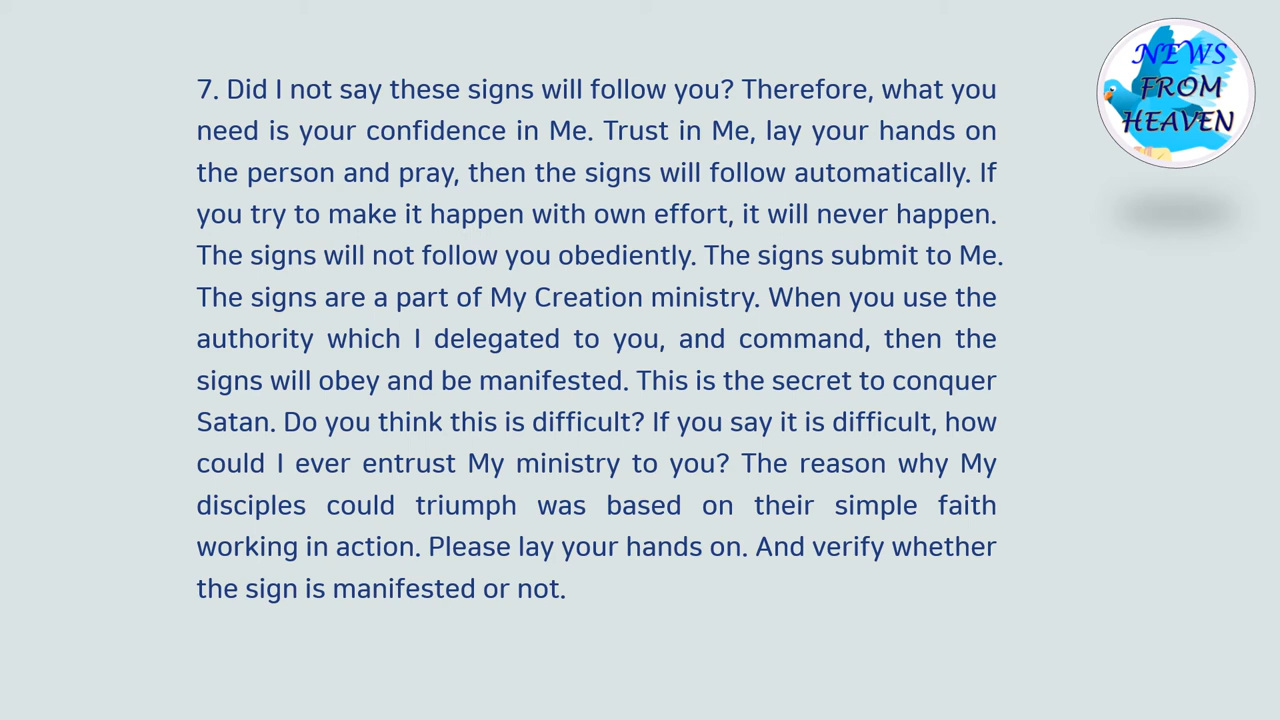 7. Did I not say these signs will follow you? Therefore, what you
need is your confidence in Me. Trust in Me, lay your hands on
the person and pray, then the signs will follow automatically. If
you try to make it happen with own effort, it will never happen.
The signs will not follow you obediently. The signs submit to Me.
The signs are a part of My Creation ministry. When you use the
authority which I delegated to you, and command, then the
signs will obey and be manifested. This is the secret to conquer
Satan. Do you think this is difficult? If you say it is difficult, how
could I ever entrust My ministry to you? The reason why My
disciples could triumph was based on their simple faith
working in action. Please lay your hands on. And verify whether
the sign is manifested or not.
NEWS
FROM
HEAVEN